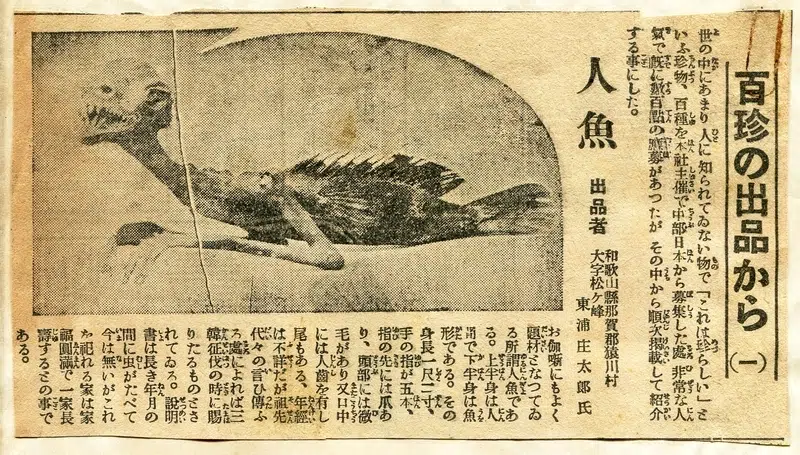 百珍の出品から（一）
世の中にあまり人に知られてゐない物で「これは珍らしい」と
いふ珍物、百種を本社主催で中部日本から募集した處非常な人
氣で既に數百點の應募があつたが その中から順次掲載して紹介
する事にした。
人魚
出品者
和歌山縣那賀郡猿川村
大字松ヶ峰
東浦庄太郎氏
お伽噺にもよく
題材となつてゐ
る所謂人魚であ
る。上半身は人
間で下半身は魚
形である。その
身長一尺二寸、
手の指が五本、
指の先には爪あ
り、頭部には
毛があり又口中
には人齒を有し
尾もある、年經
は不詳だが祖先
代々の言ひ傳ふ
る處によれば三
韓征伐の時に賜
りたるものとさ
れてゐる。説明
書は長き年月の
間に虫がたべて
今は無いがこれ
を祀れる家は家
福圓滿で一家長
壽するとの事で
ある。